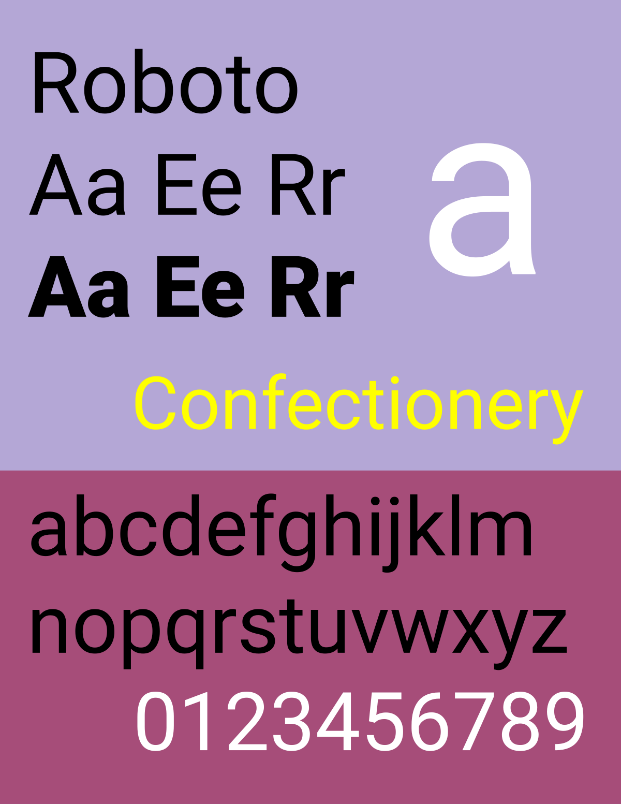 Roboto
Aa Ee Rr
a
Aa Ee Rr
Confectionery
abcdefghijklm
nopqrstuvwxyz
0123456789